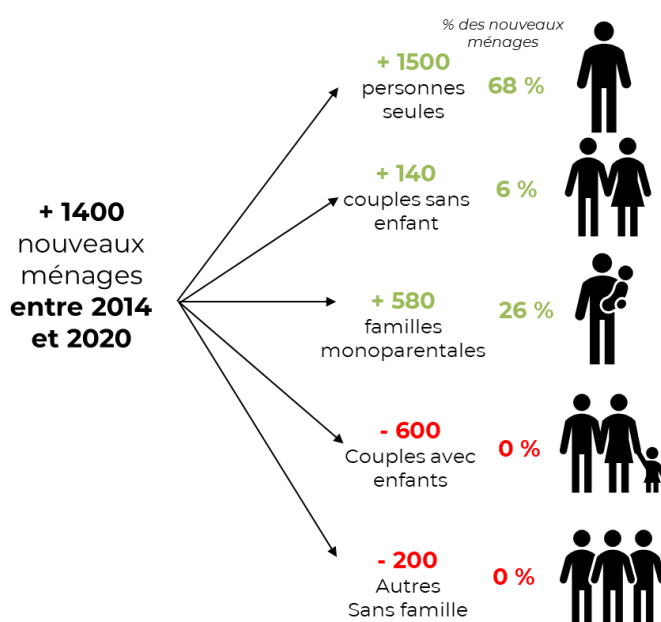 % des nouveaux
ménages
+ 1500
personnes
seules
68 %
+ 140
couples sans
enfant
6 %
+ 1400
nouveaux
ménages
entre 2014
et 2020
+ 580
familles
monoparentales
26 %
- 600
Couples avec
enfants
0 %
- 200
Autres
Sans famille
0 %